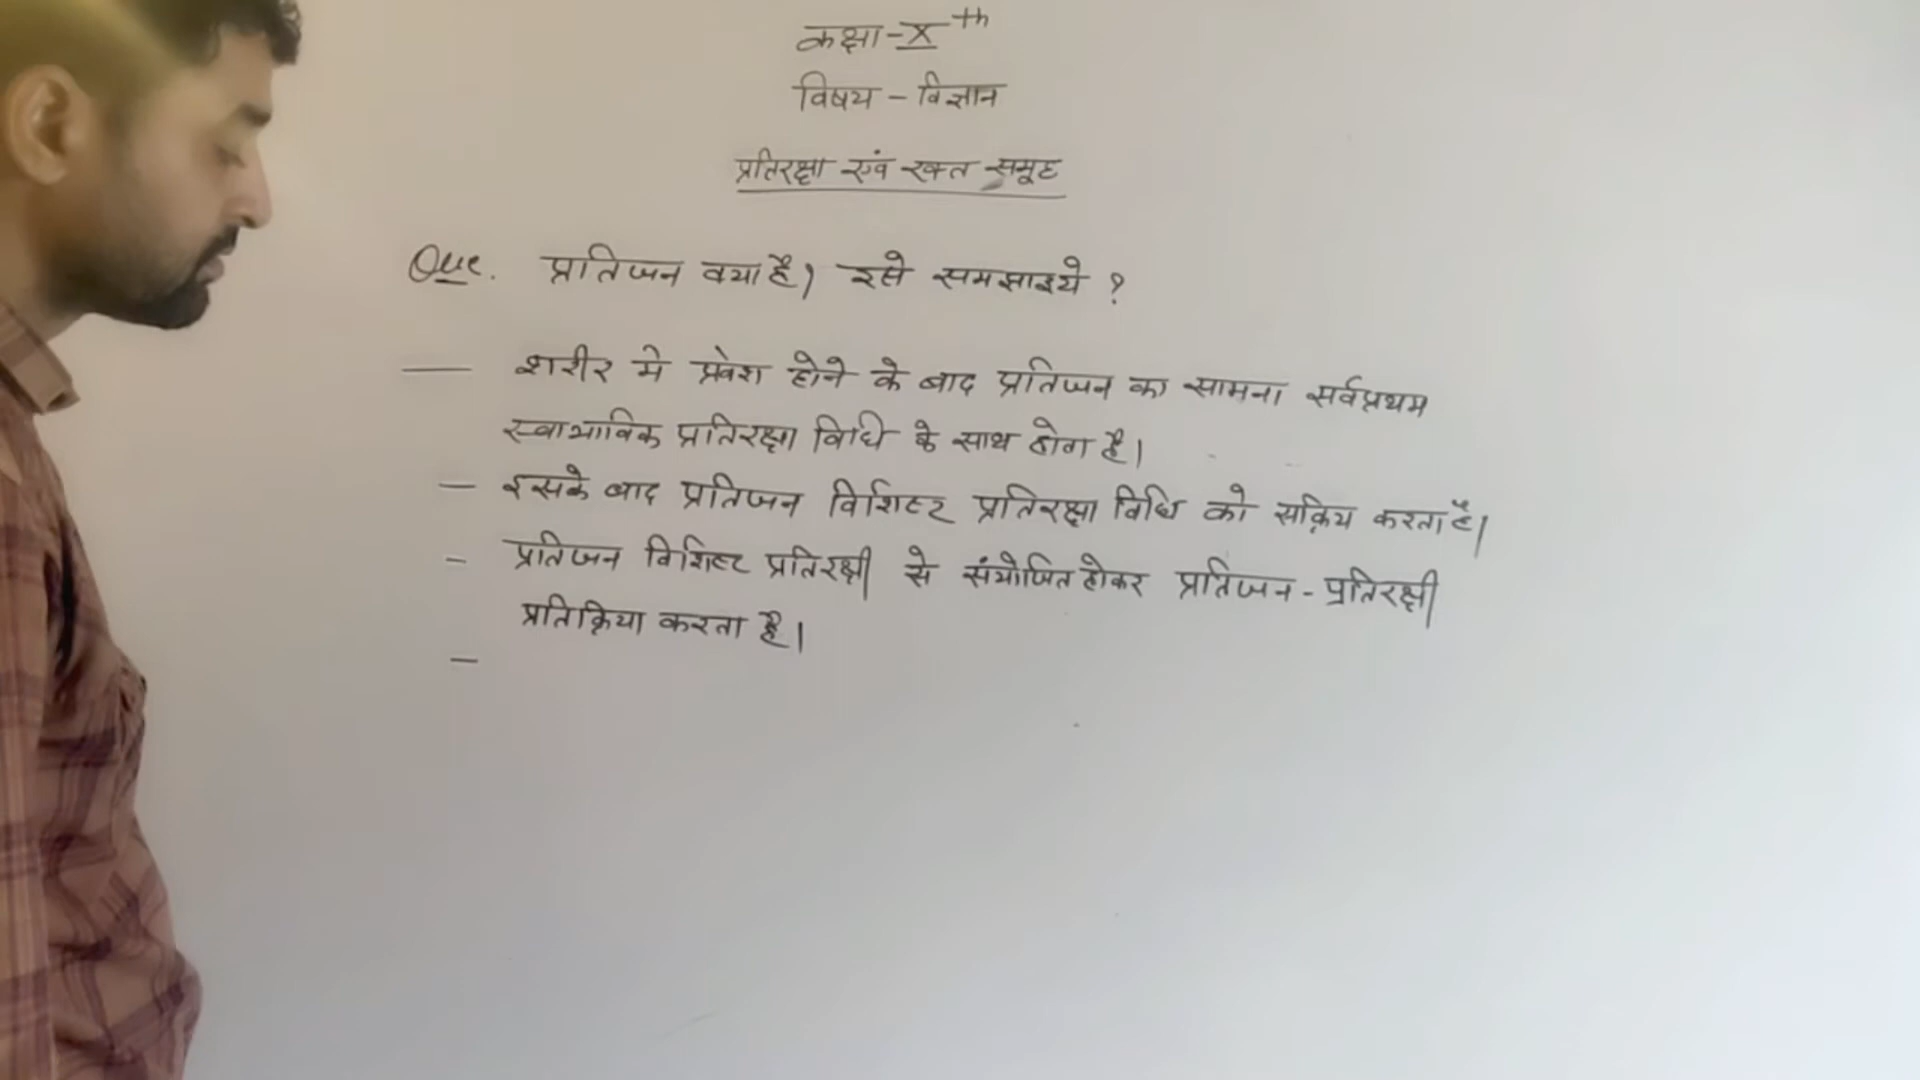 कक्षा - X th
विषय - विज्ञान
प्रतिरक्षा एवं रक्त समूह
Que. प्रतिजन क्या है, इसे समझाइये ?
— शरीर मे प्रवेश होने के बाद प्रतिजन का सामना सर्वप्रथम
स्वाभाविक प्रतिरक्षा विधि के साथ होता है।
— इसके बाद प्रतिजन विशिष्ट प्रतिरक्षा विधि को सक्रिय करता है।
- प्रतिजन विशिष्ट प्रतिरक्षी से संयोजित होकर प्रतिजन - प्रतिरक्षी
प्रतिक्रिया करता है।
-